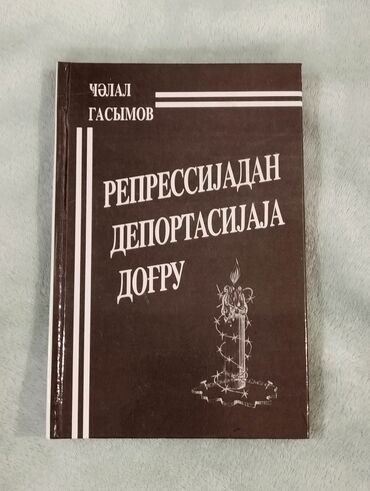 ЧӘЛАЛ
ГАСЫМОВ
РЕПРЕССИЈАДАН
ДЕПОРТАСИЈАЈА
ДОҒРУ